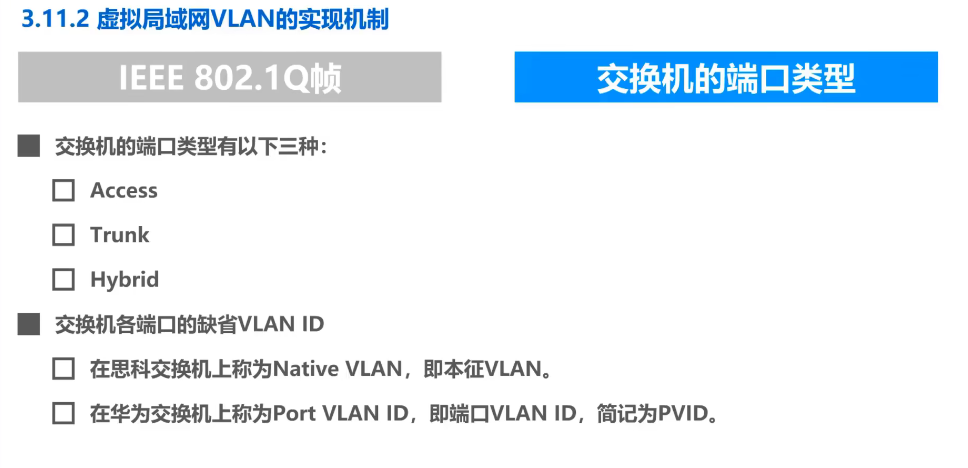 3.11.2 虚拟局域网VLAN的实现机制
IEEE 802.1Q帧
交换机的端口类型
交换机的端口类型有以下三种：
Access
Trunk
Hybrid
交换机各端口的缺省VLAN ID
在思科交换机上称为Native VLAN，即本征VLAN。
在华为交换机上称为Port VLAN ID，即端口VLAN ID，简记为PVID。